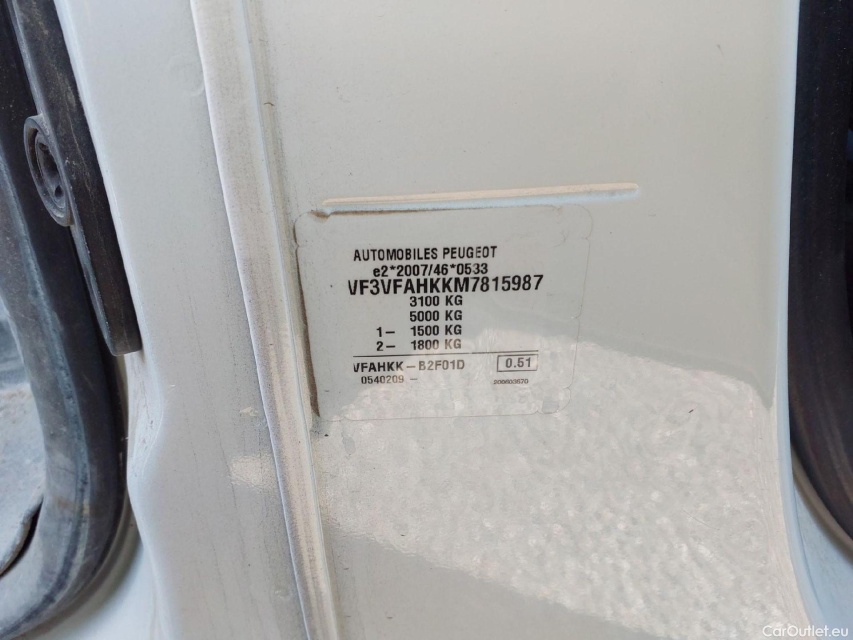 AUTOMOBILES PEUGEOT
e2*2007/46*0533
VF3VFAHKKM7815987
3100 KG
5000 KG
1- 1500 KG
2- 1800 KG
VFAHKK-B2F01D 0.51
0540209 -
CarOutlet.eu